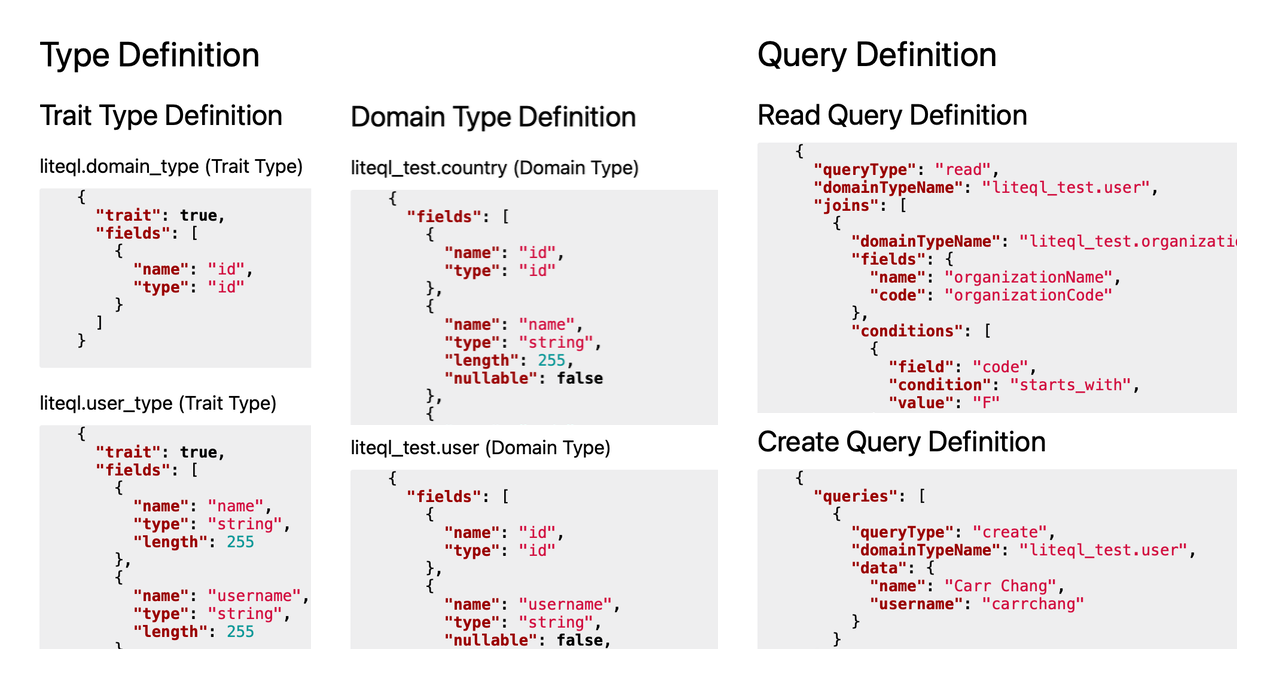 Type Definition
Trait Type Definition
liteql.domain_type (Trait Type)
{
"trait": true,
"fields": [
{
"name": "id",
"type": "id"
}
]
}
liteql.user_type (Trait Type)
{
"trait": true,
"fields": [
{
"name": "name",
"type": "string",
"length": 255
},
{
"name": "username",
"type": "string",
"length": 255
Domain Type Definition
liteql_test.country (Domain Type)
{
"fields": [
{
"name": "id",
"type": "id"
},
{
"name": "name",
"type": "string",
"length": 255,
"nullable": false
},
{
liteql_test.user (Domain Type)
{
"fields": [
{
"name": "id",
"type": "id"
},
{
"name": "username",
"type": "string",
"nullable": false,
Query Definition
Read Query Definition
{
"queryType": "read",
"domainTypeName": "liteql_test.user",
"joins": [
{
"domainTypeName": "liteql_test.organizatio
"fields": {
"name": "organizationName",
"code": "organizationCode"
},
"conditions": [
{
"field": "code",
"condition": "starts_with",
"value": "F"
Create Query Definition
{
"queries": [
{
"queryType": "create",
"domainTypeName": "liteql_test.user",
"data": {
"name": "Carr Chang",
"username": "carrchang"
}
}